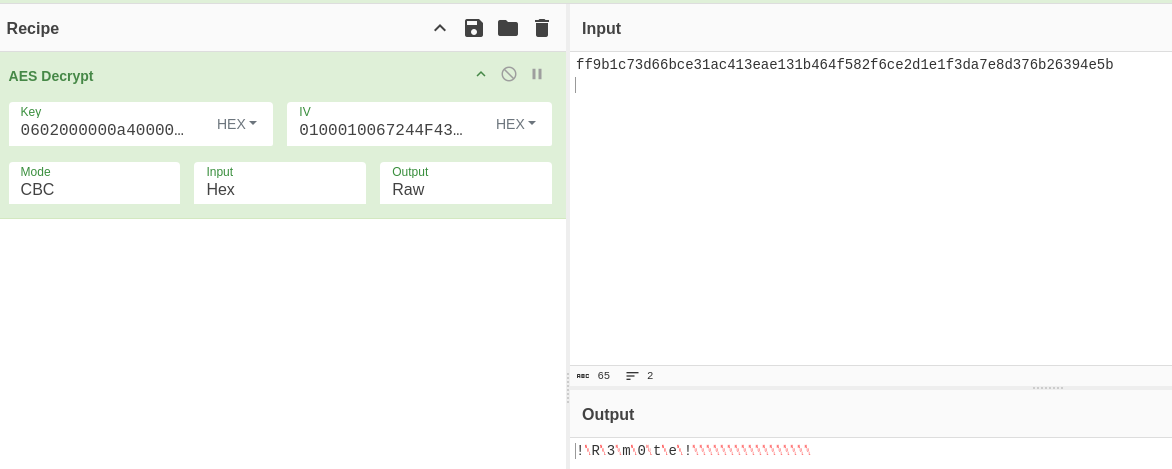 Recipe
AES Decrypt
Key
0602000000a40000…
HEX
IV
0100010067244F43…
HEX
Mode
CBC
Input
Hex
Output
Raw
Input
ff9b1c73d66bce31ac413eae131b464f582f6ce2d1e1f3da7e8d376b26394e5b
ABC 65
2
Output
!R3m0te!